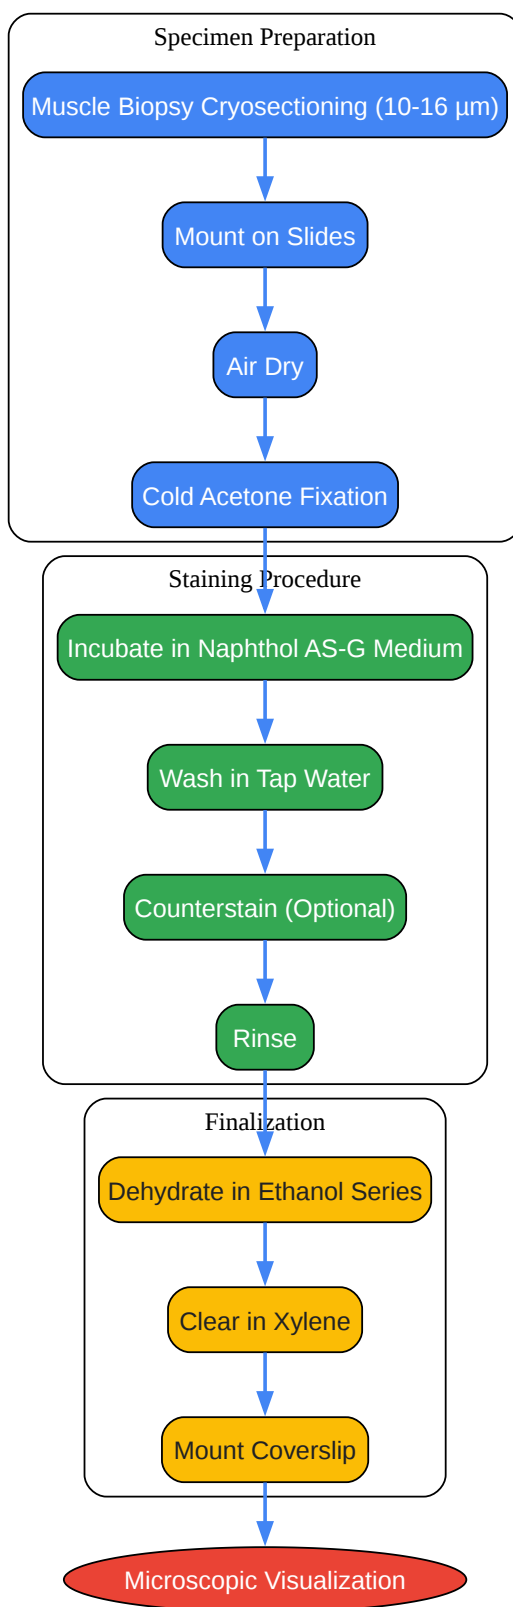 Specimen Preparation
Muscle Biopsy Cryosectioning (10-16 µm)
Mount on Slides
Air Dry
Cold Acetone Fixation
Staining Procedure
Incubate in Naphthol AS-G Medium
Wash in Tap Water
Counterstain (Optional)
Rinse
Finalization
Dehydrate in Ethanol Series
Clear in Xylene
Mount Coverslip
Microscopic Visualization